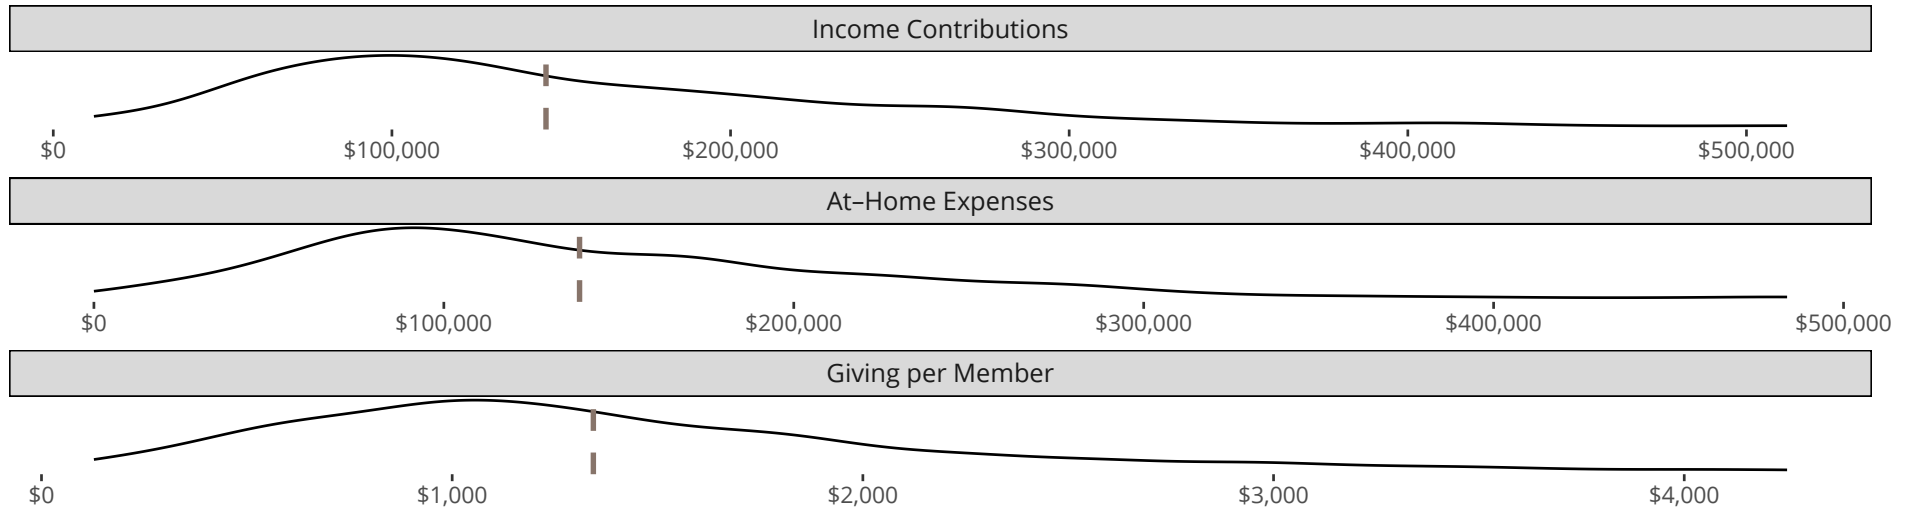 Income Contributions
$0 $100,000 $200,000 $300,000 $400,000 $500,000
At–Home Expenses
$0 $100,000 $200,000 $300,000 $400,000 $500,000
Giving per Member
$0 $1,000 $2,000 $3,000 $4,000